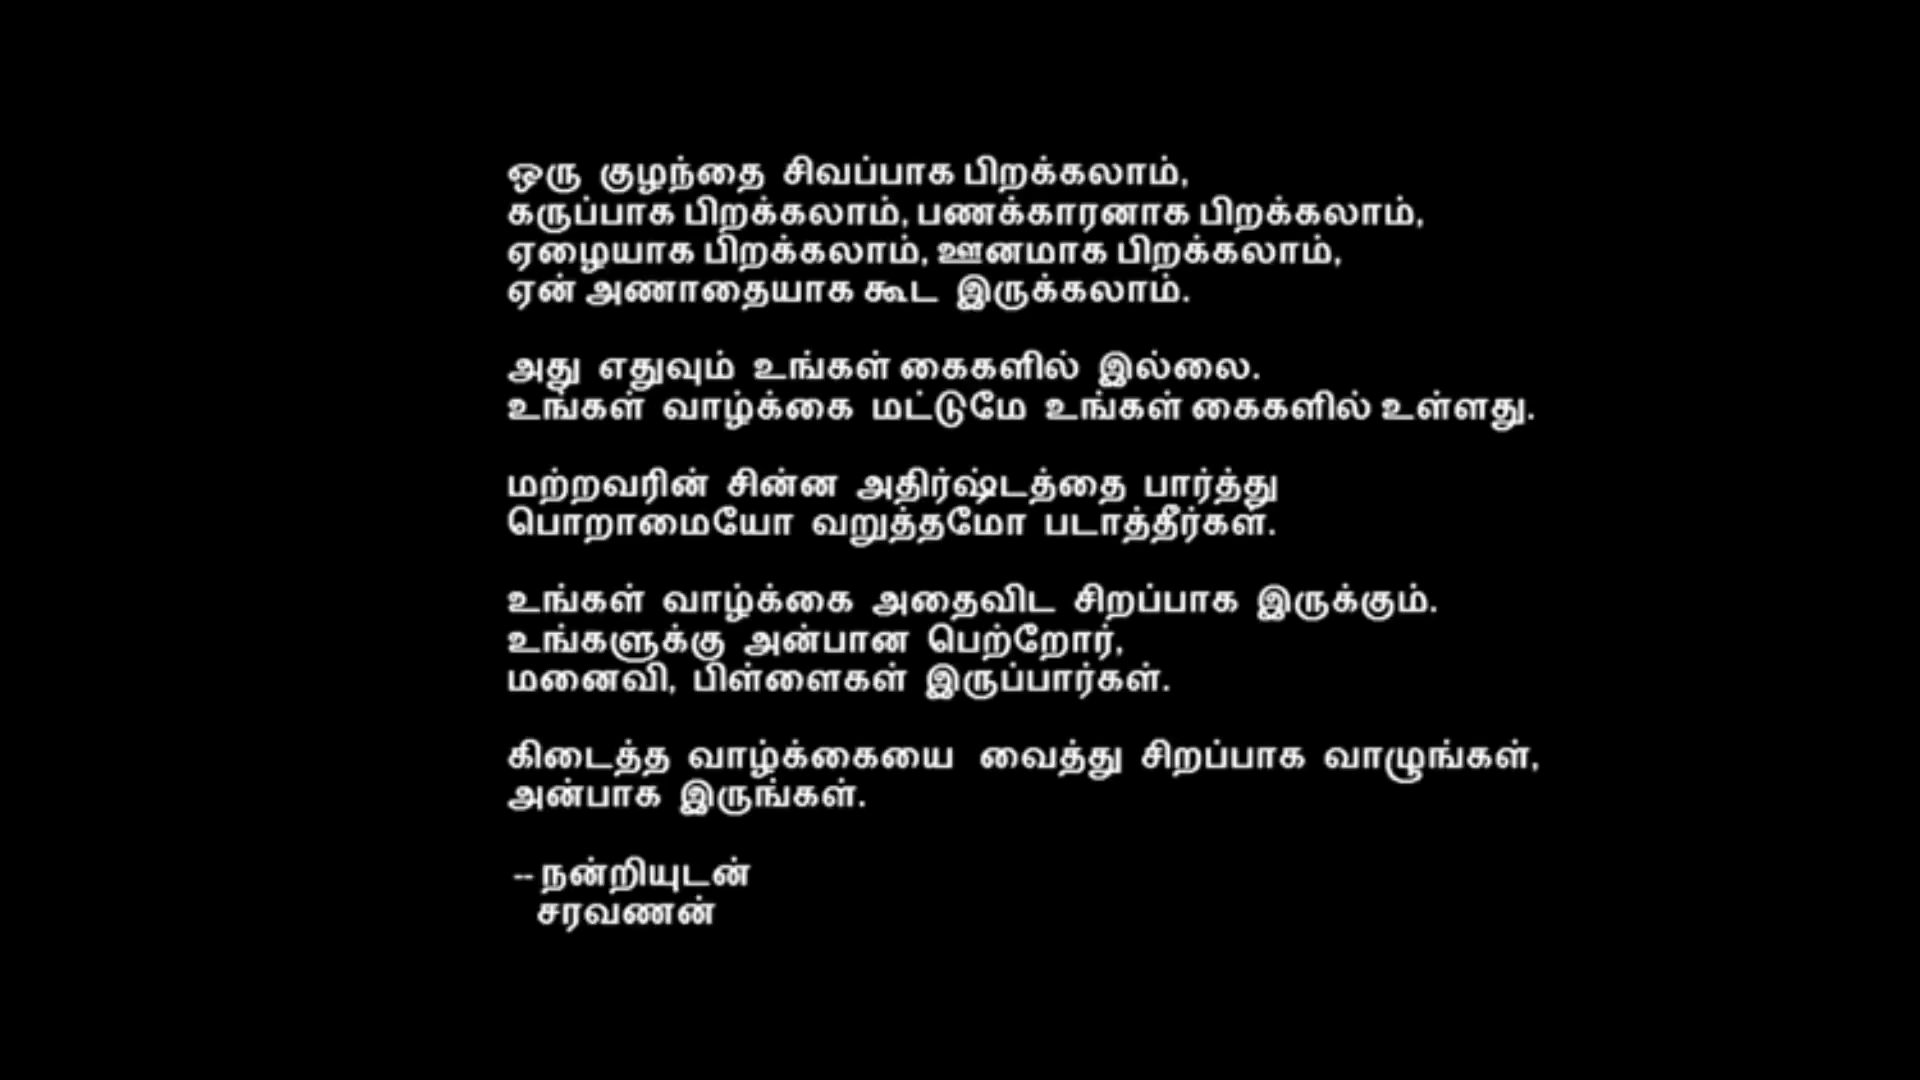 ஒரு குழந்தை சிவப்பாக பிறக்கலாம்,
கருப்பாக பிறக்கலாம், பணக்காரனாக பிறக்கலாம்,
ஏழையாக பிறக்கலாம், ஊனமாக பிறக்கலாம்,
ஏன் அணாதையாக கூட இருக்கலாம்.
அது எதுவும் உங்கள் கைகளில் இல்லை.
உங்கள் வாழ்க்கை மட்டுமே உங்கள் கைகளில் உள்ளது.
மற்றவரின் சின்ன அதிர்ஷ்டத்தை பார்த்து
பொறாமையோ வறுத்தமோ படாத்தீர்கள்.
உங்கள் வாழ்க்கை அதைவிட சிறப்பாக இருக்கும்.
உங்களுக்கு அன்பான பெற்றோர்,
மனைவி, பிள்ளைகள் இருப்பார்கள்.
கிடைத்த வாழ்க்கையை வைத்து சிறப்பாக வாழுங்கள்,
அன்பாக இருங்கள்.
-- நன்றியுடன்
சரவணன்